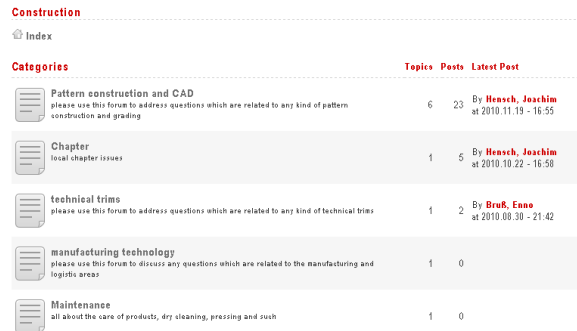 Construction
Index
Categories Topics Posts Latest Post
Pattern construction and CAD
please use this forum to address questions which are related to any kind of pattern
construction and grading
6 23 By Hensch, Joachim
at 2010.11.19 - 16:55
Chapter
local chapter issues
1 5 By Hensch, Joachim
at 2010.10.22 - 16:58
technical trims
please use this forum to address questions which are related to any kind of technical trims
1 2 By Bruß, Enno
at 2010.08.30 - 21:42
manufacturing technology
please use this forum to discuss any questions which are related to the manufacturing and
logistic areas
1 0
Maintenance
all about the care of products, dry cleaning, pressing and such
1 0